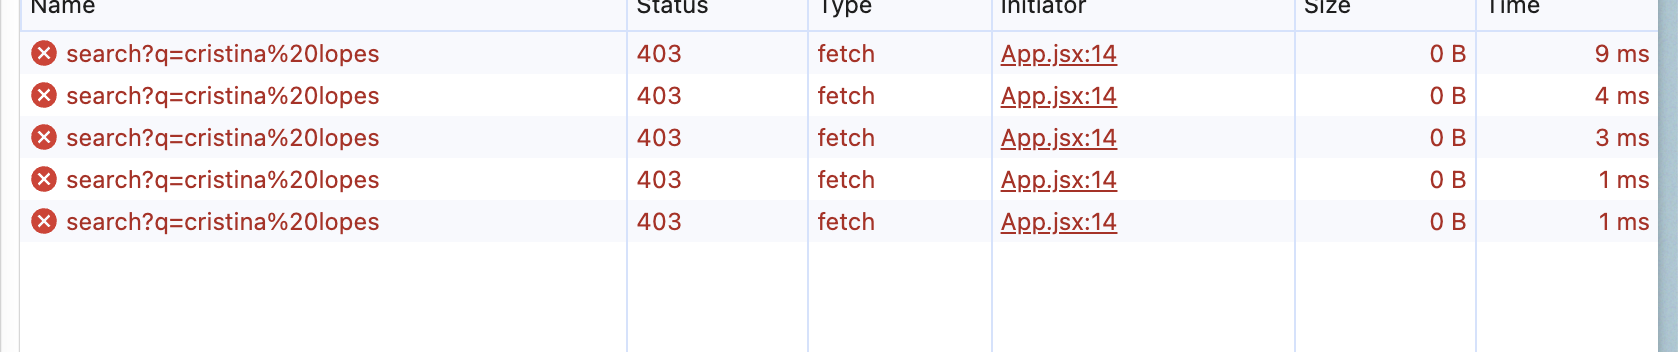 Name Status Type Initiator Size Time
search?q=cristina%20lopes 403 fetch App.jsx:14 0 B 9 ms
search?q=cristina%20lopes 403 fetch App.jsx:14 0 B 4 ms
search?q=cristina%20lopes 403 fetch App.jsx:14 0 B 3 ms
search?q=cristina%20lopes 403 fetch App.jsx:14 0 B 1 ms
search?q=cristina%20lopes 403 fetch App.jsx:14 0 B 1 ms